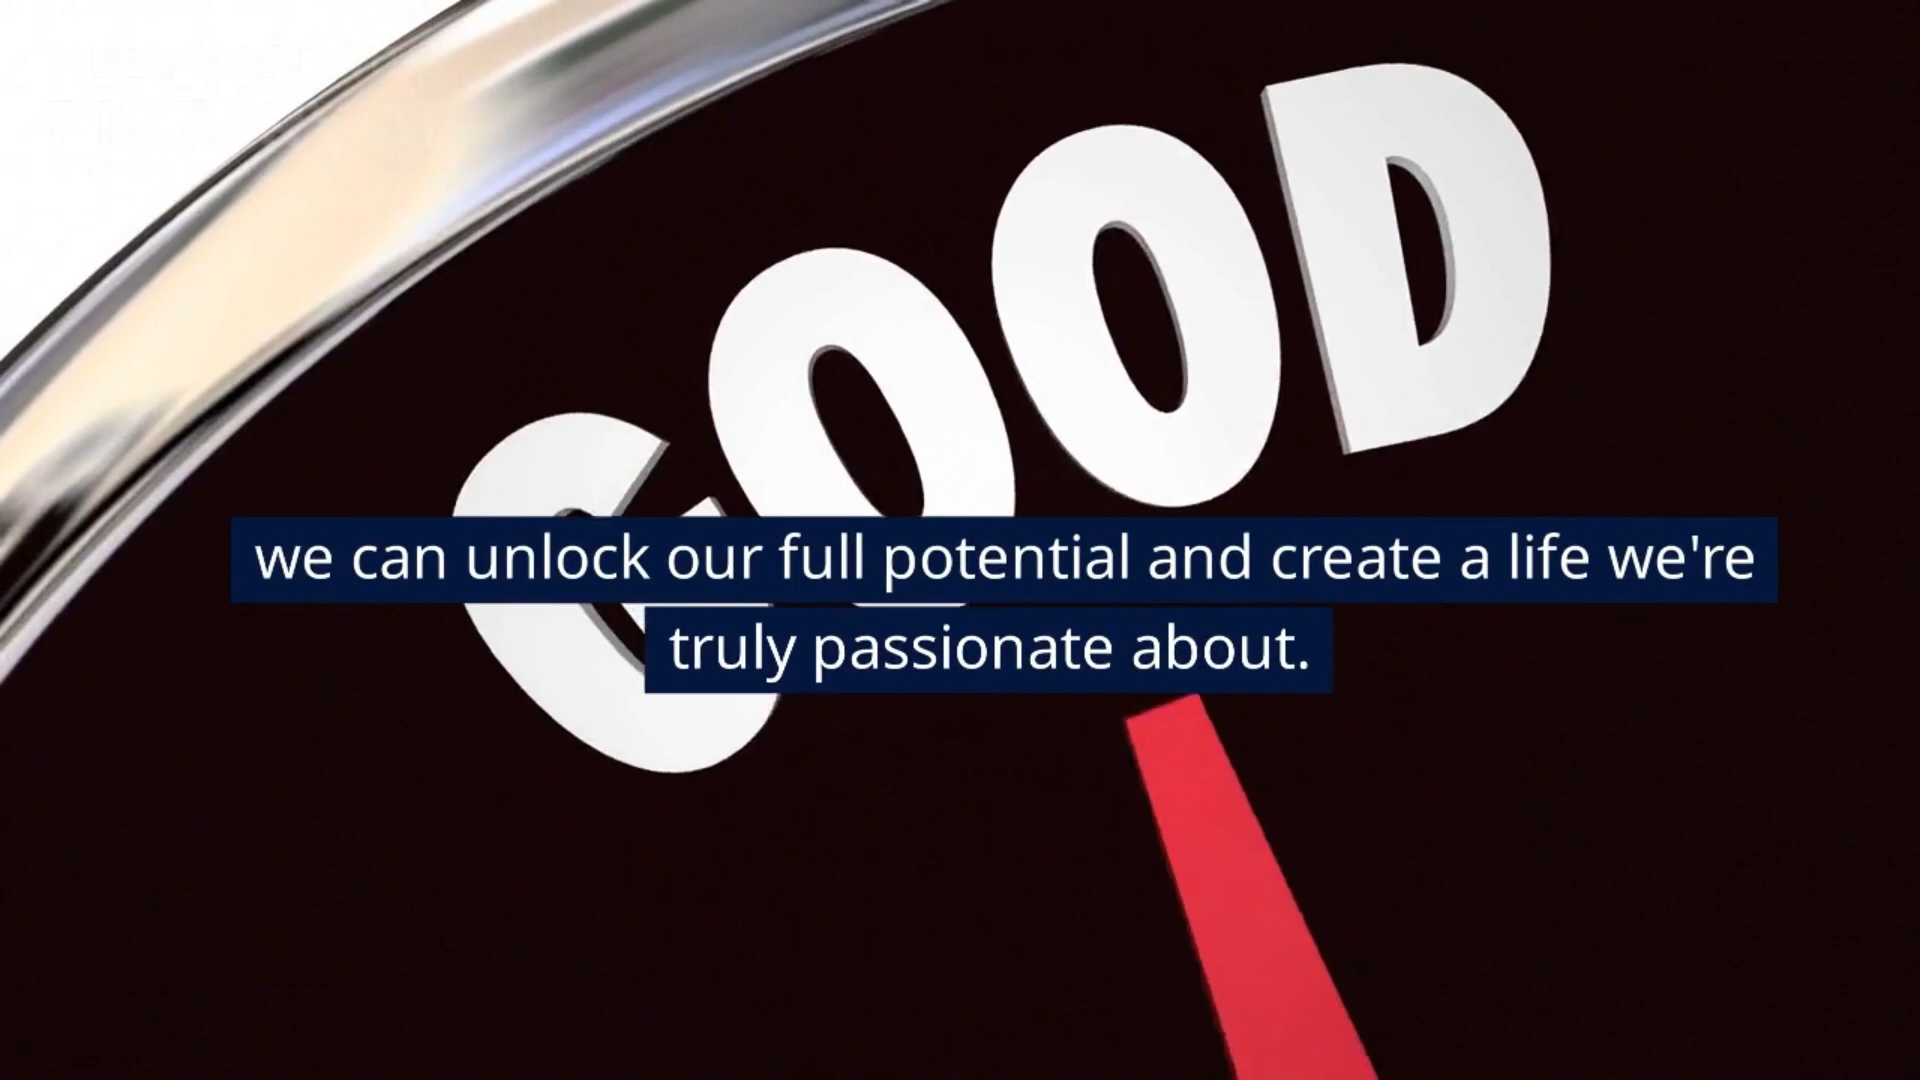 GOOD
we can unlock our full potential and create a life we're
truly passionate about.